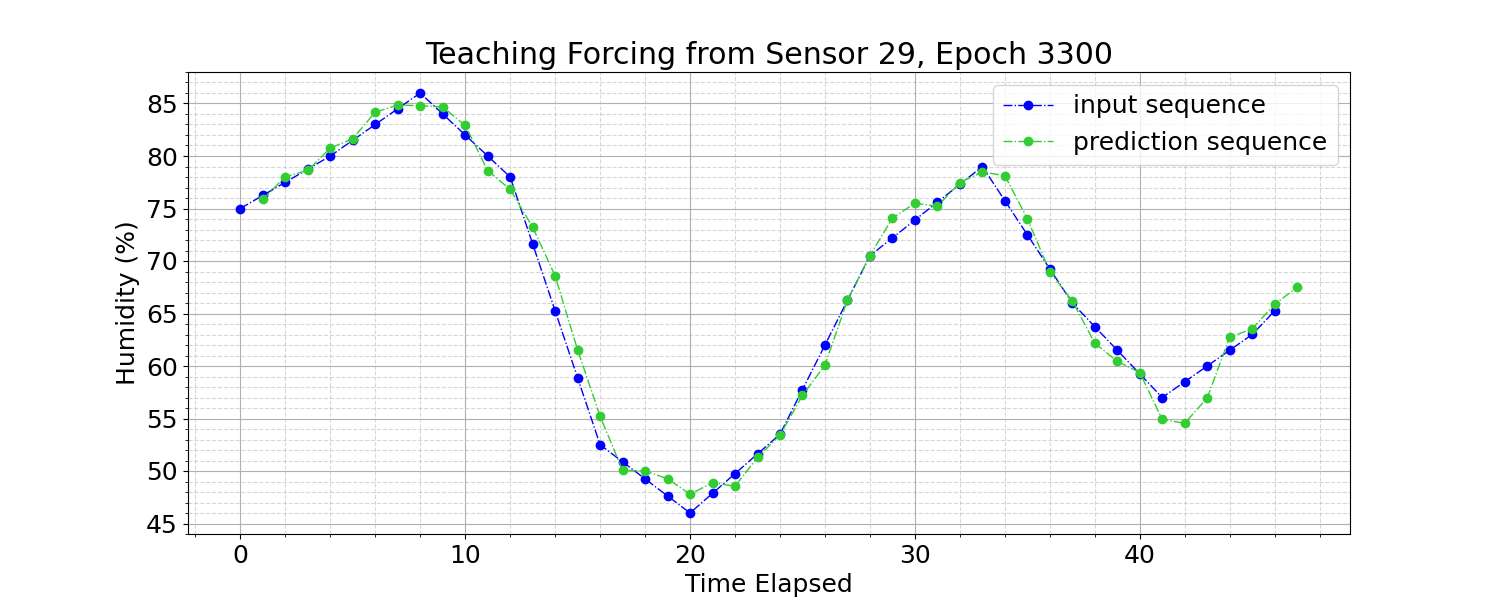 Teaching Forcing from Sensor 29, Epoch 3300
input sequence
prediction sequence
Humidity (%)
85
80
75
70
65
60
55
50
45
0 10 20 30 40
Time Elapsed